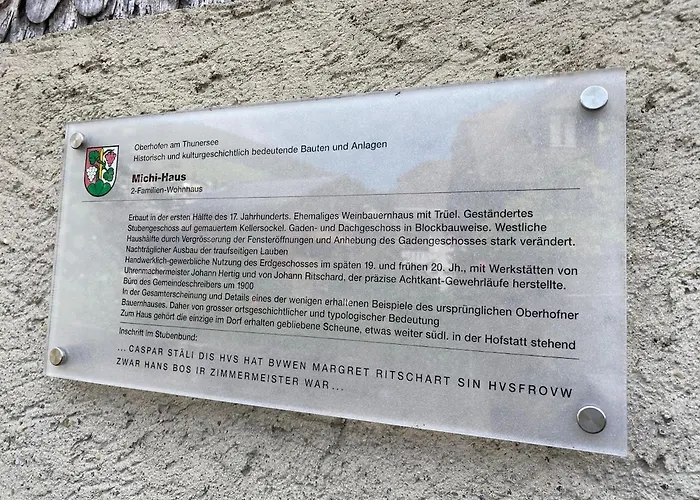 Oberhofen am Thunersee
Historisch und kulturgeschichtlich bedeutende Bauten und Anlagen
Michi-Haus
2-Familien-Wohnhaus
Erbaut in der ersten Hälfte des 17. Jahrhunderts. Ehemaliges Weinbauernhaus mit Trüel. Geständertes
Stubengeschoss auf gemauertem Kellersockel. Gaden- und Dachgeschoss in Blockbauweise. Westliche
Haushälfte durch Vergrösserung der Fensteröffnungen und Anhebung des Gadengeschosses stark verändert.
Nachträglicher Ausbau der traufseitigen Lauben
Handwerklich-gewerbliche Nutzung des Erdgeschosses im späten 19. und frühen 20. Jh., mit Werkstätten von
Uhrenmachermeister Johann Hertig und von Johann Ritschard, der präzise Achtkant-Gewehrläufe herstellte.
Büro des Gemeindeschreibers um 1900
In der Gesamterscheinung und Details eines der wenigen erhaltenen Beispiele des ursprünglichen Oberhofner
Bauernhauses. Daher von grosser ortsgeschichtlicher und typologischer Bedeutung
Zum Haus gehört die einzige im Dorf erhalten gebliebene Scheune, etwas weiter südl. in der Hofstatt stehend
Inschrift im Stubenbund:
... CASPAR STÄLI DIS HVS HAT BVWEN MARGRET RITSCHART SIN HVSFROVW
ZWAR HANS BOS IR ZIMMERMEISTER WAR ...